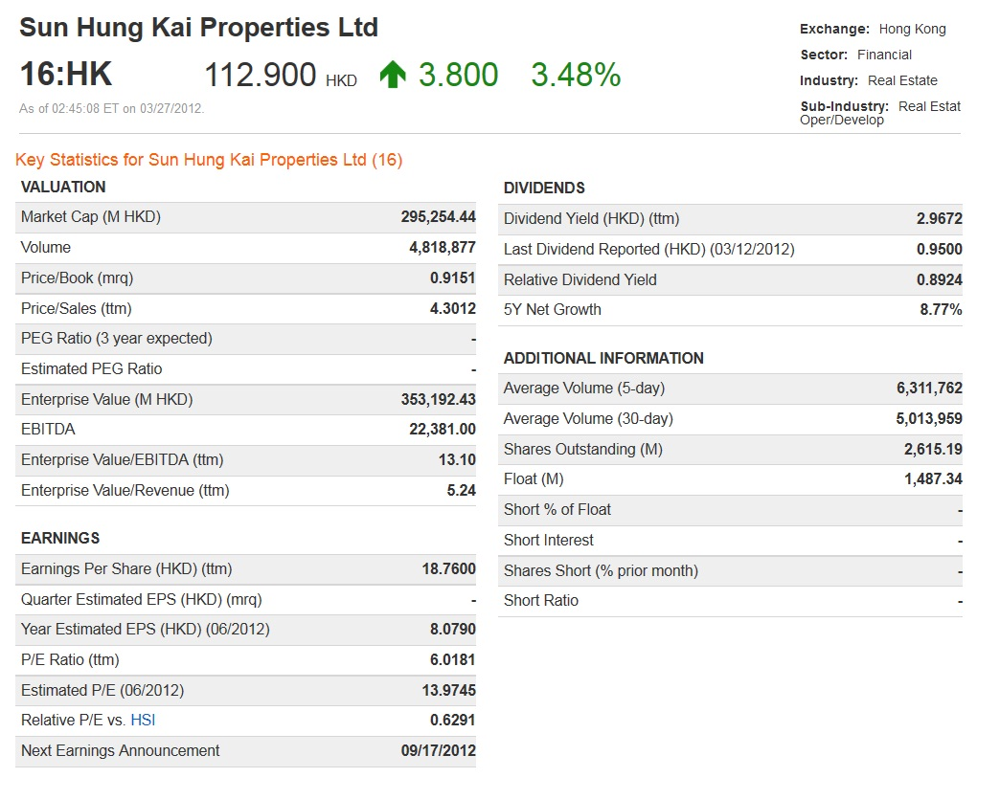 Sun Hung Kai Properties Ltd
16:HK 112.900 HKD 3.800 3.48%
As of 02:45:08 ET on 03/27/2012.
Exchange: Hong Kong
Sector: Financial
Industry: Real Estate
Sub-Industry: Real Estat
Oper/Develop
Key Statistics for Sun Hung Kai Properties Ltd (16)
VALUATION
Market Cap (M HKD) 295,254.44
Volume 4,818,877
Price/Book (mrq) 0.9151
Price/Sales (ttm) 4.3012
PEG Ratio (3 year expected) -
Estimated PEG Ratio -
Enterprise Value (M HKD) 353,192.43
EBITDA 22,381.00
Enterprise Value/EBITDA (ttm) 13.10
Enterprise Value/Revenue (ttm) 5.24
EARNINGS
Earnings Per Share (HKD) (ttm) 18.7600
Quarter Estimated EPS (HKD) (mrq) -
Year Estimated EPS (HKD) (06/2012) 8.0790
P/E Ratio (ttm) 6.0181
Estimated P/E (06/2012) 13.9745
Relative P/E vs. HSI 0.6291
Next Earnings Announcement 09/17/2012
DIVIDENDS
Dividend Yield (HKD) (ttm) 2.9672
Last Dividend Reported (HKD) (03/12/2012) 0.9500
Relative Dividend Yield 0.8924
5Y Net Growth 8.77%
ADDITIONAL INFORMATION
Average Volume (5-day) 6,311,762
Average Volume (30-day) 5,013,959
Shares Outstanding (M) 2,615.19
Float (M) 1,487.34
Short % of Float -
Short Interest -
Shares Short (% prior month) -
Short Ratio -